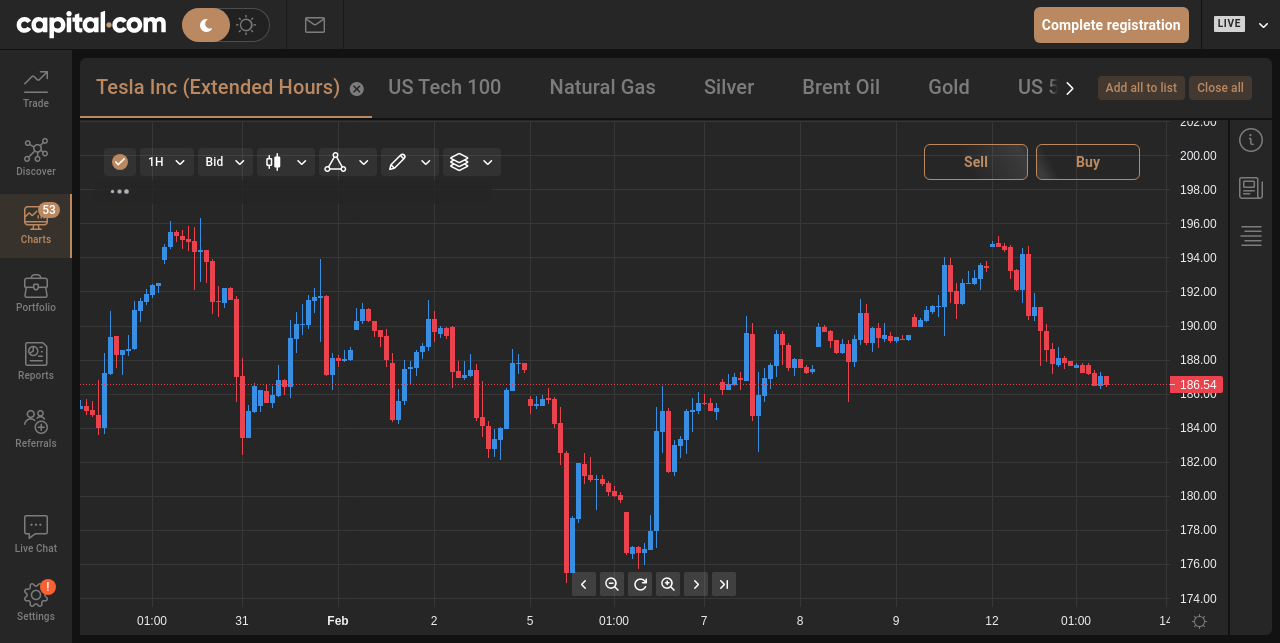 capital.com
Complete registration
LIVE
Trade
Discover
53
Charts
Portfolio
Reports
Referrals
Live Chat
!
Settings
Tesla Inc (Extended Hours)
US Tech 100
Natural Gas
Silver
Brent Oil
Gold
US 5
Add all to list
Close all
1H
Bid
Sell
Buy
202.00
200.00
198.00
196.00
194.00
192.00
190.00
188.00
186.54
186.00
184.00
182.00
180.00
178.00
176.00
174.00
01:00
31
Feb
2
5
01:00
7
8
9
12
01:00
14